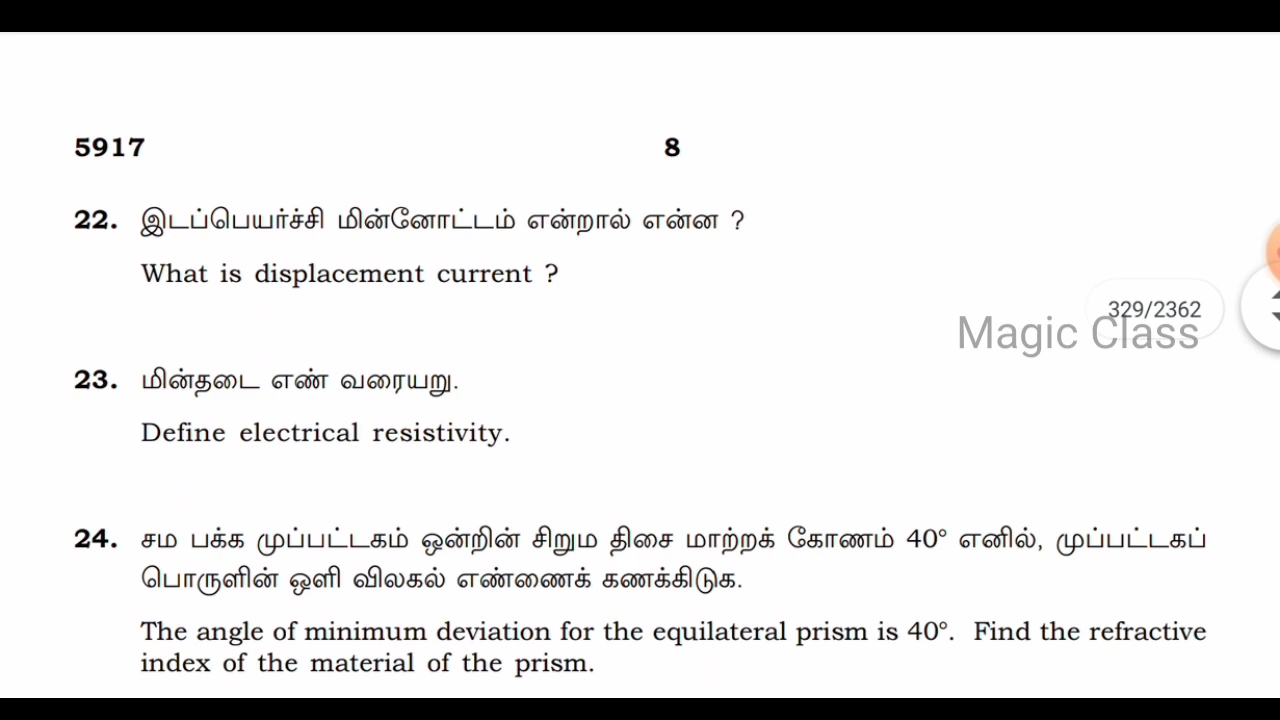 5917 8
22. இடப்பெயர்ச்சி மின்னோட்டம் என்றால் என்ன ?
What is displacement current ?
329/2362
Magic Class
23. மின்தடை எண் வரையறு.
Define electrical resistivity.
24. சம பக்க முப்பட்டகம் ஒன்றின் சிறும திசை மாற்றக் கோணம் 40° எனில், முப்பட்டகப்
பொருளின் ஒளி விலகல் எண்ணைக் கணக்கிடுக.
The angle of minimum deviation for the equilateral prism is 40°. Find the refractive
index of the material of the prism.